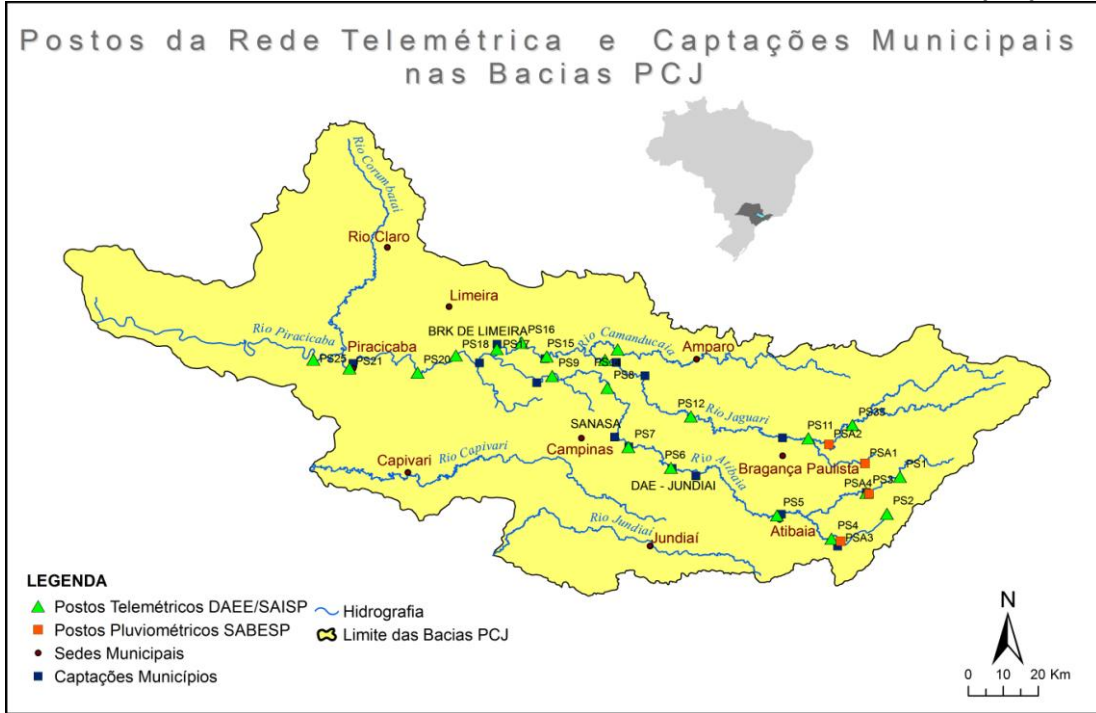 Postos da Rede Telemétrica e Captações Municipais
nas Bacias PCJ
Rio Corumbataí
Rio Claro
Limeira
BRK DE LIMEIRA
PS16
PS18
PS17
PS15
Rio Camanducaia
Amparo
Rio Piracicaba
Piracicaba
PS25
PS21
PS20
PS9
PS8
PS12
Rio Jaguari
PS11
PS38
PSA2
SANASA
Campinas
PS7
PS6
Rio Atibaia
Bragança Paulista
PSA1
PS1
DAE - JUNDIAI
PSA4
PS3
PS2
Capivari
Rio Capivari
PS5
Atibaia
PS4
PSA3
Rio Jundiaí
Jundiaí
LEGENDA
Postos Telemétricos DAEE/SAISP
Hidrografia
Postos Pluviométricos SABESP
Limite das Bacias PCJ
Sedes Municipais
Captações Municípios
N
0 10 20 Km